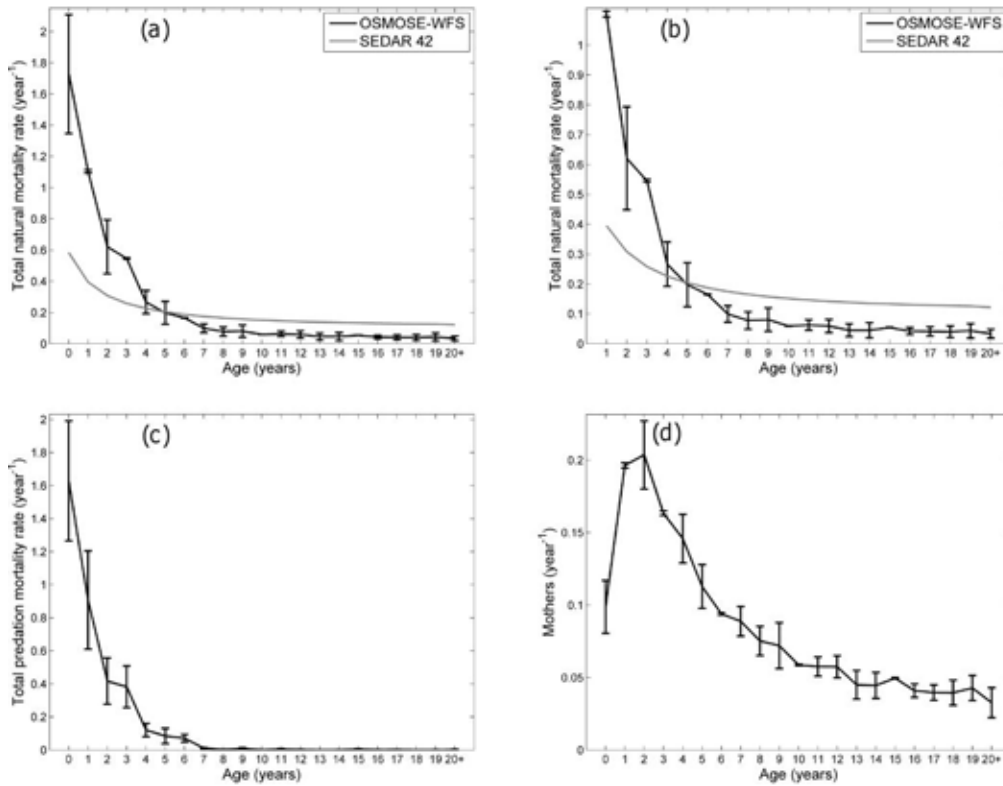 (a)
OSMOSE-WFS
SEDAR 42
Total natural mortality rate (year-1)
2
1.8
1.6
1.4
1.2
1
0.8
0.6
0.4
0.2
0
0 1 2 3 4 5 6 7 8 9 10 11 12 13 14 15 16 17 18 19 20+
Age (years)
(b)
OSMOSE-WFS
SEDAR 42
Total natural mortality rate (year-1)
1
0.9
0.8
0.7
0.6
0.5
0.4
0.3
0.2
0.1
0
1 2 3 4 5 6 7 8 9 10 11 12 13 14 15 16 17 18 19 20+
Age (years)
(c)
Total predation mortality rate (year-1)
2
1.8
1.6
1.4
1.2
1
0.8
0.6
0.4
0.2
0
0 1 2 3 4 5 6 7 8 9 10 11 12 13 14 15 16 17 18 19 20+
Age (years)
(d)
Mothers (year-1)
0.2
0.15
0.1
0.05
0
0 1 2 3 4 5 6 7 8 9 10 11 12 13 14 15 16 17 18 19 20+
Age (years)